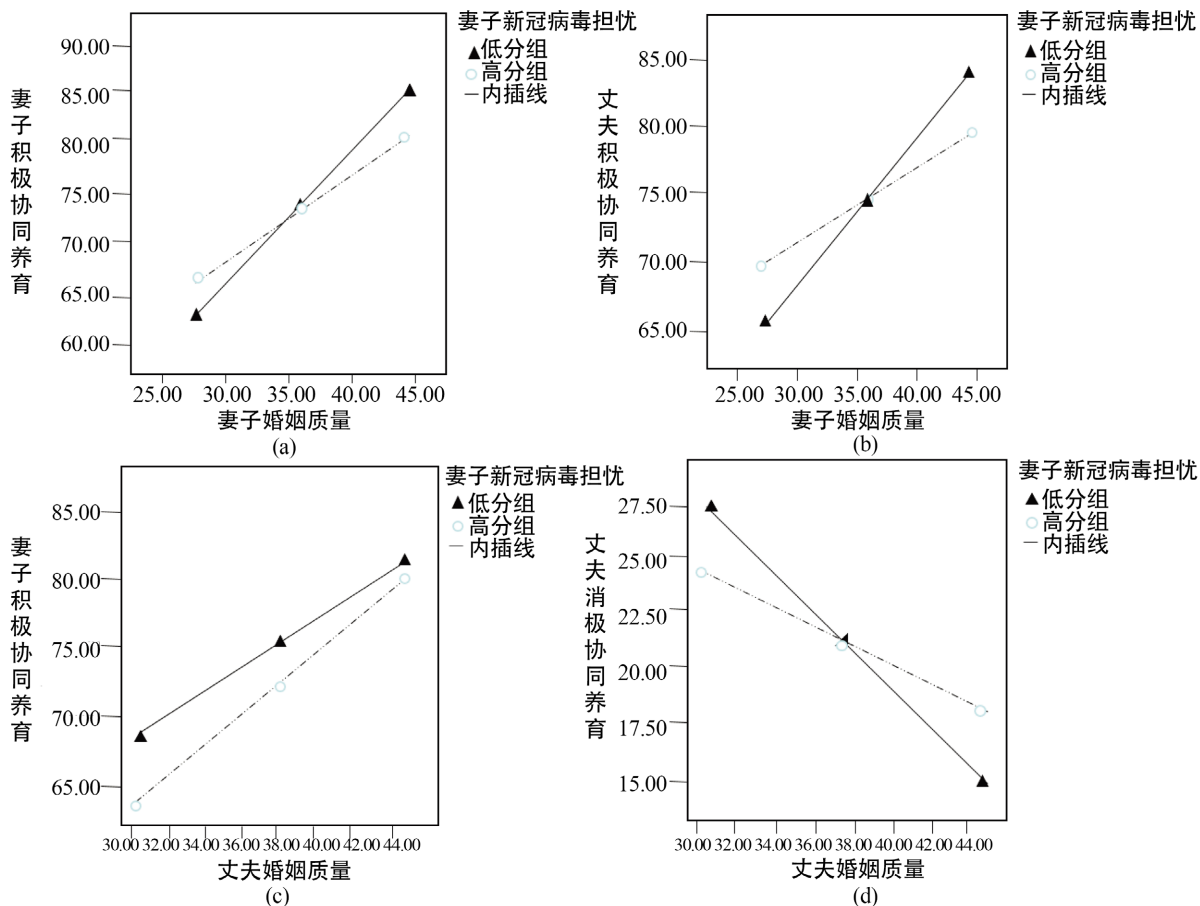 妻子新冠病毒担忧
低分组
高分组
内插线
妻子积极协同养育
90.00
85.00
80.00
75.00
70.00
65.00
60.00
25.00 30.00 35.00 40.00 45.00
妻子婚姻质量
(a)
妻子新冠病毒担忧
低分组
高分组
内插线
丈夫积极协同养育
85.00
80.00
75.00
70.00
65.00
25.00 30.00 35.00 40.00 45.00
妻子婚姻质量
(b)
妻子新冠病毒担忧
低分组
高分组
内插线
妻子积极协同养育
85.00
80.00
75.00
70.00
65.00
30.00 32.00 34.00 36.00 38.00 40.00 42.00 44.00
丈夫婚姻质量
(c)
妻子新冠病毒担忧
低分组
高分组
内插线
丈夫消极协同养育
27.50
25.00
22.50
20.00
17.50
15.00
30.00 32.00 34.00 36.00 38.00 40.00 42.00 44.00
丈夫婚姻质量
(d)